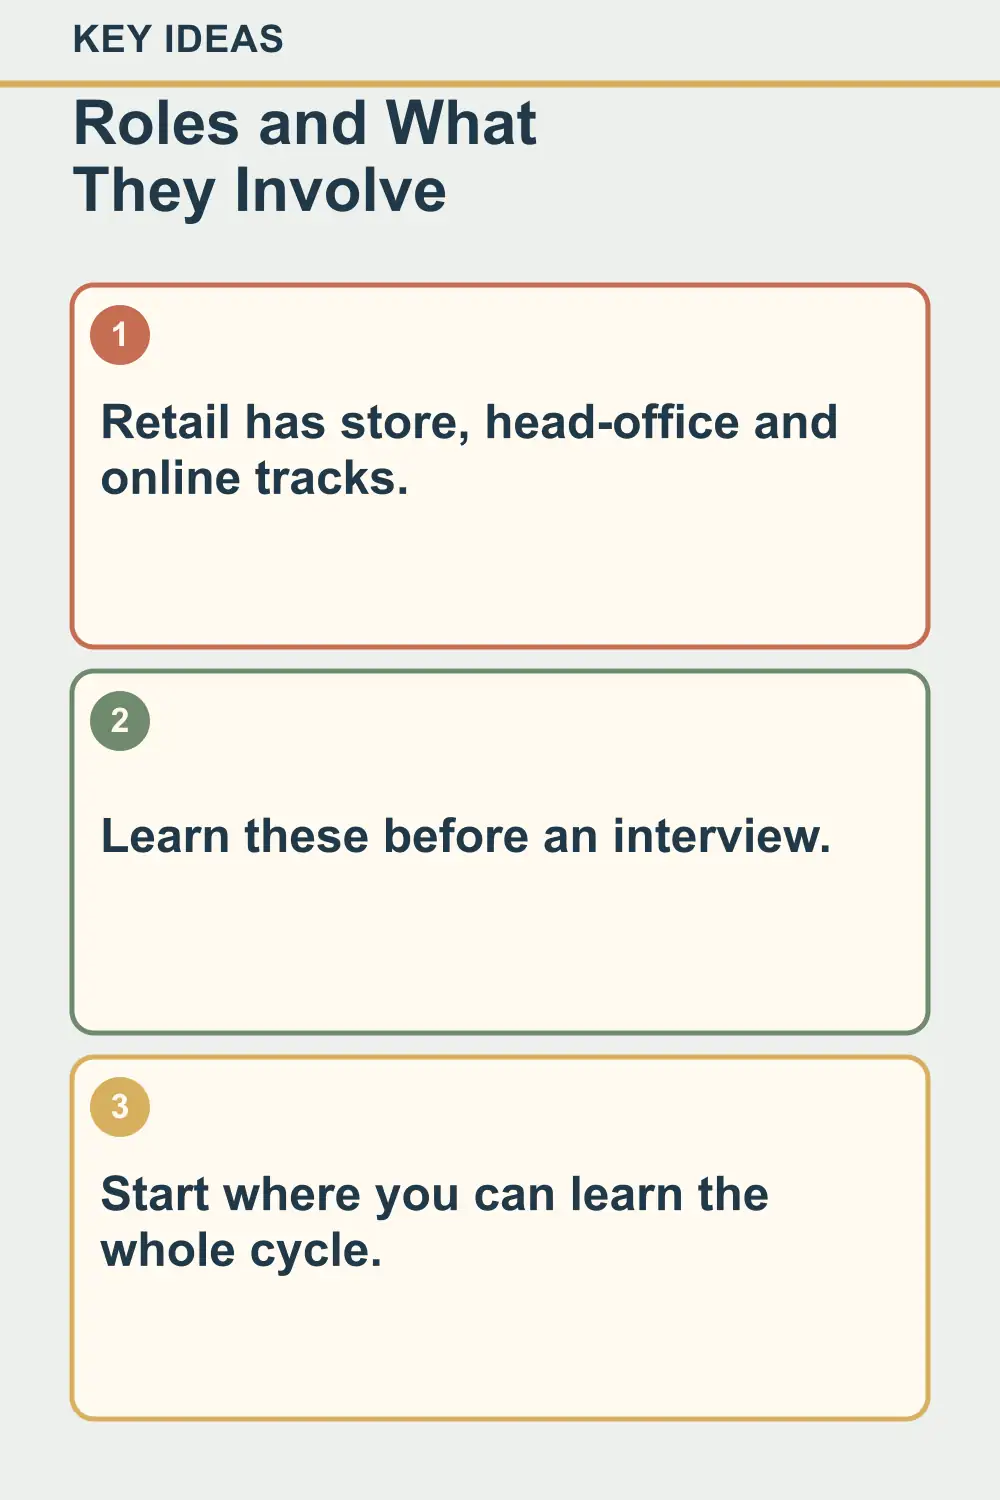 KEY IDEAS
Roles and What
They Involve
1
Retail has store, head-office and
online tracks.
2
Learn these before an interview.
3
Start where you can learn the
whole cycle.